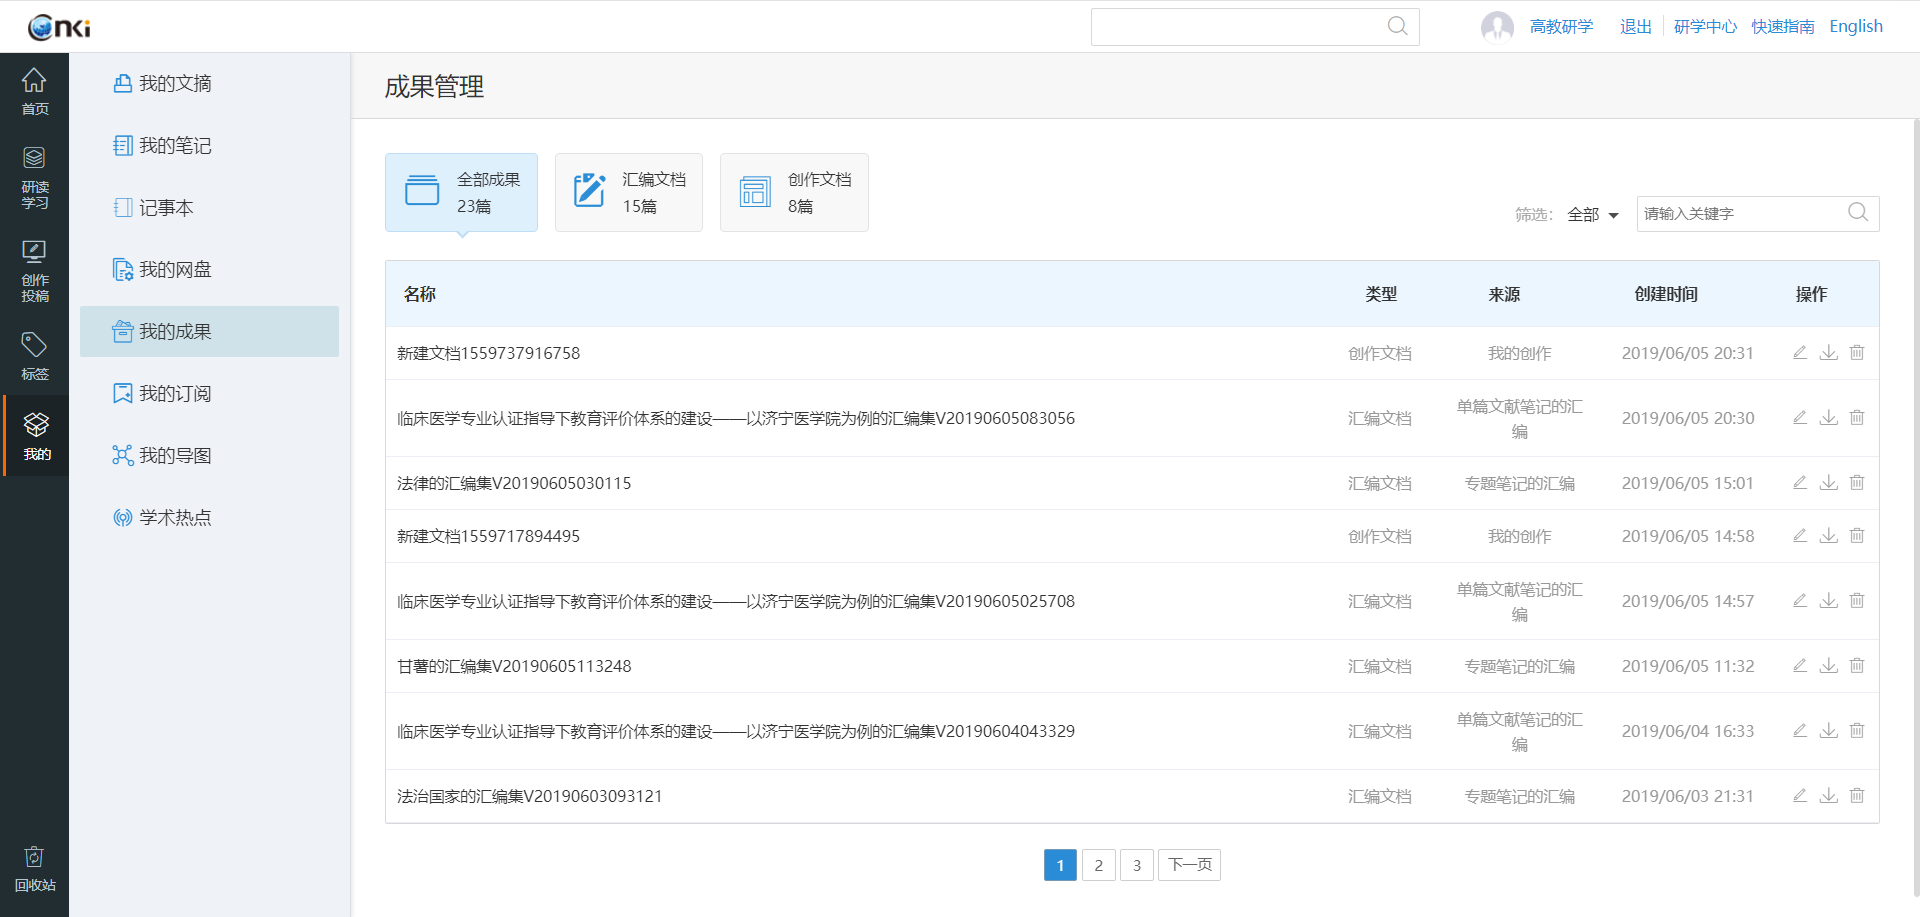 cnki
高教研学 退出 研学中心 快速指南 English
首页
研读
学习
创作
投稿
标签
我的
回收站
我的文摘
我的笔记
记事本
我的网盘
我的成果
我的订阅
我的导图
学术热点
成果管理
全部成果
23篇
汇编文档
15篇
创作文档
8篇
筛选： 全部 请输入关键字
名称 类型 来源 创建时间 操作
新建文档1559737916758 创作文档 我的创作 2019/06/05 20:31
临床医学专业认证指导下教育评价体系的建设——以济宁医学院为例的汇编集V20190605083056 汇编文档 单篇文献笔记的汇
编 2019/06/05 20:30
法律的汇编集V20190605030115 汇编文档 专题笔记的汇编 2019/06/05 15:01
新建文档1559717894495 创作文档 我的创作 2019/06/05 14:58
临床医学专业认证指导下教育评价体系的建设——以济宁医学院为例的汇编集V20190605025708 汇编文档 单篇文献笔记的汇
编 2019/06/05 14:57
甘薯的汇编集V20190605113248 汇编文档 专题笔记的汇编 2019/06/05 11:32
临床医学专业认证指导下教育评价体系的建设——以济宁医学院为例的汇编集V20190604043329 汇编文档 单篇文献笔记的汇
编 2019/06/04 16:33
法治国家的汇编集V20190603093121 汇编文档 专题笔记的汇编 2019/06/03 21:31
1 2 3 下一页